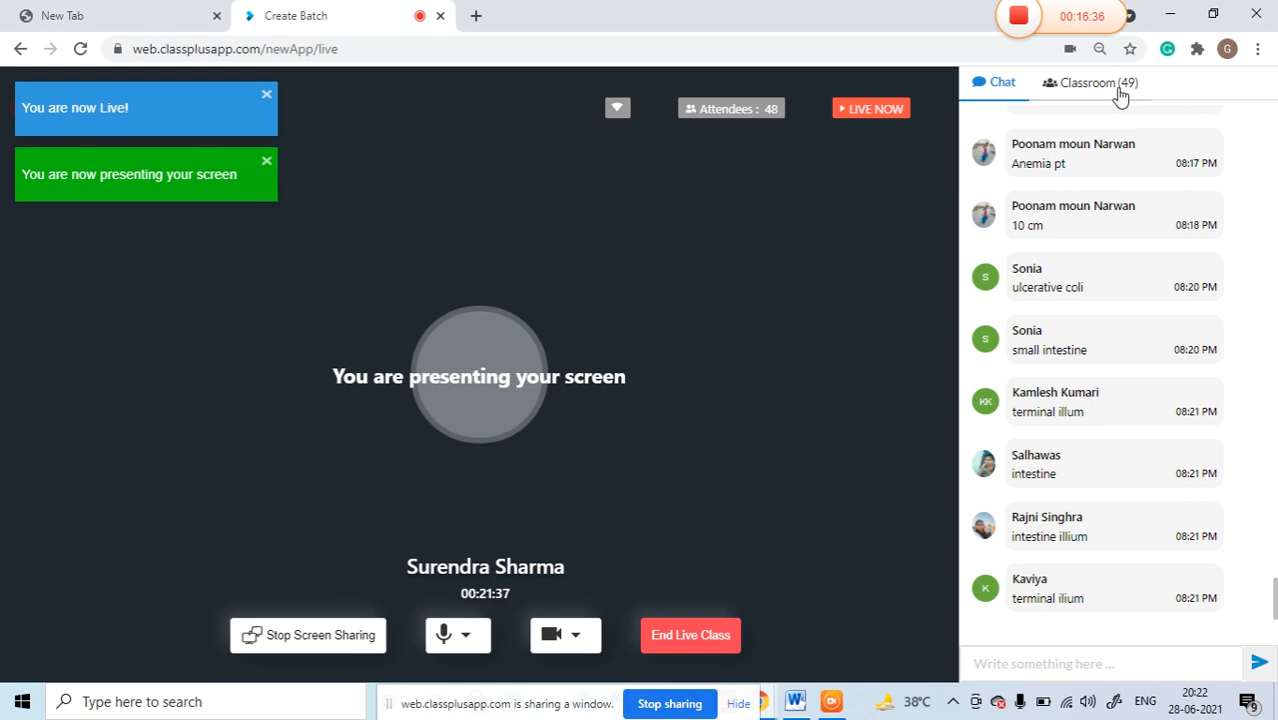 New Tab
Create Batch
00:16:36
web.classplusapp.com/newApp/live
G
You are now Live!
You are now presenting your screen
Attendees : 48
LIVE NOW
Chat
Classroom (49)
Poonam moun Narwan
Anemia pt
08:17 PM
Poonam moun Narwan
10 cm
08:18 PM
S
Sonia
ulcerative coli
08:20 PM
S
Sonia
small intestine
08:20 PM
KK
Kamlesh Kumari
terminal illum
08:21 PM
Salhawas
intestine
08:21 PM
Rajni Singhra
intestine illium
08:21 PM
K
Kaviya
terminal ilium
08:21 PM
You are presenting your screen
Surendra Sharma
00:21:37
Stop Screen Sharing
End Live Class
Write something here ...
Type here to search
web.classplusapp.com is sharing a window.
Stop sharing
Hide
W
38°C
ENG
20:22
28-06-2021
9